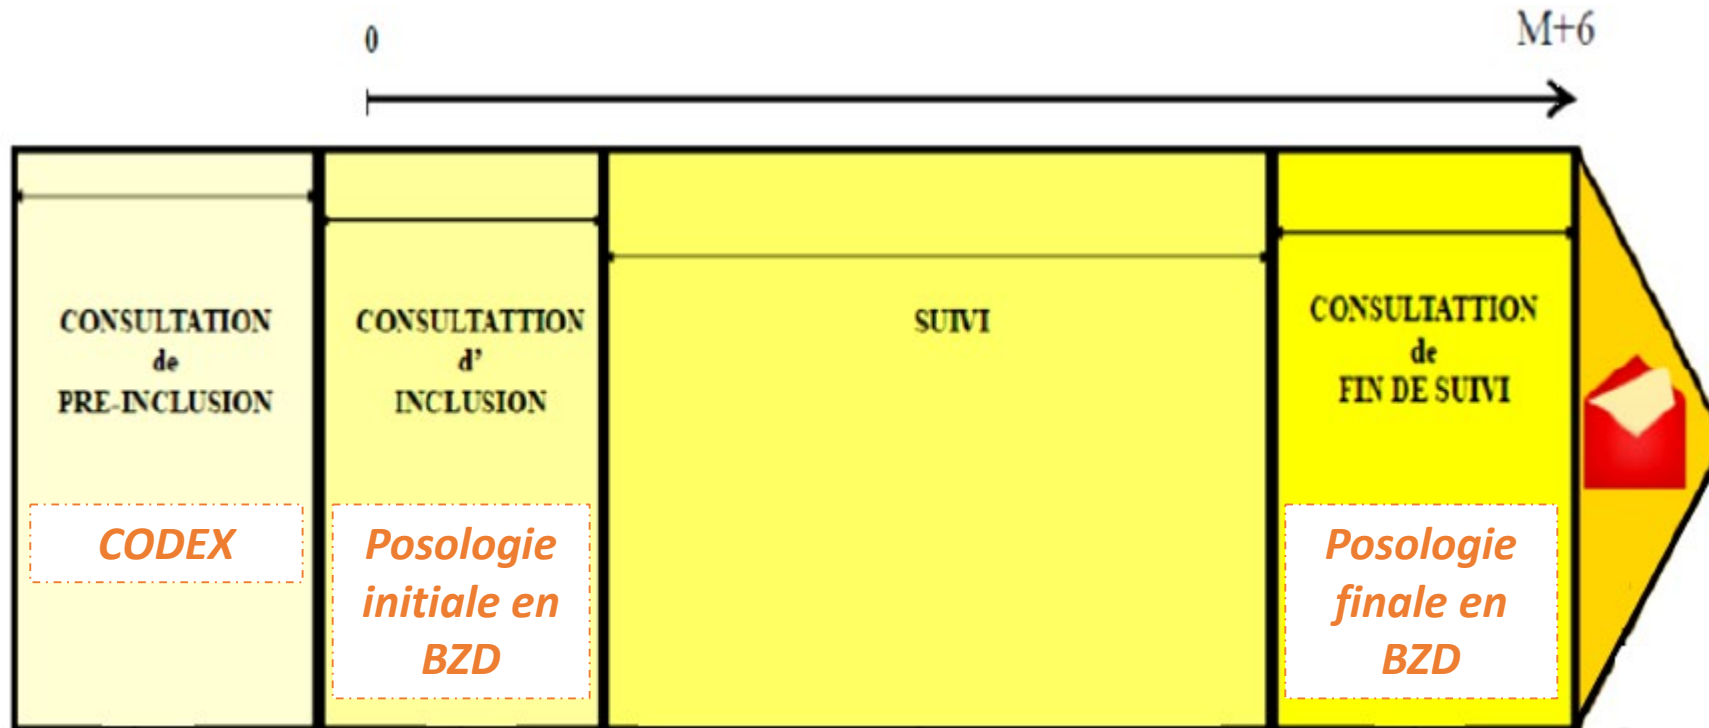 0
M+6
CONSULTATION
de
PRE-INCLUSION
CODEX
CONSULTATTION
d'
INCLUSION
Posologie
initiale en
BZD
SUIVI
CONSULTATTION
de
FIN DE SUIVI
Posologie
finale en
BZD